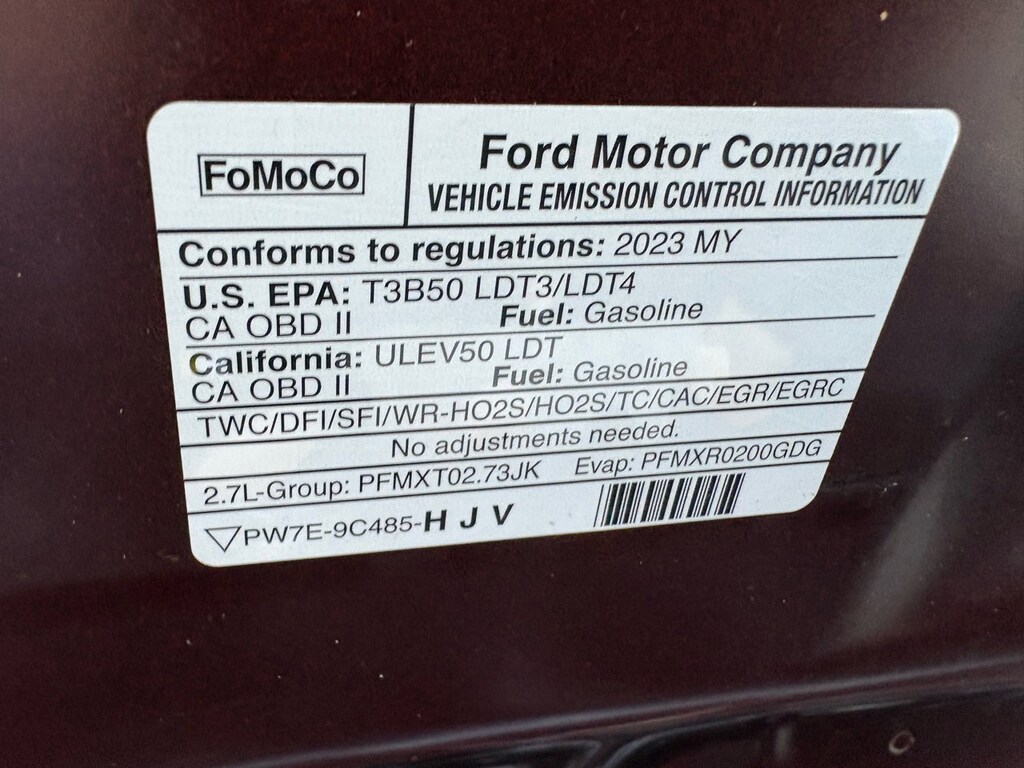 FoMoCo
Ford Motor Company
VEHICLE EMISSION CONTROL INFORMATION
Conforms to regulations: 2023 MY
U.S. EPA: T3B50 LDT3/LDT4
CA OBD II Fuel: Gasoline
California: ULEV50 LDT
CA OBD II Fuel: Gasoline
TWC/DFI/SFI/WR-HO2S/HO2S/TC/CAC/EGR/EGRC
No adjustments needed.
2.7L-Group: PFMXT02.73JK Evap: PFMXR0200GDG
PW7E-9C485-H J V